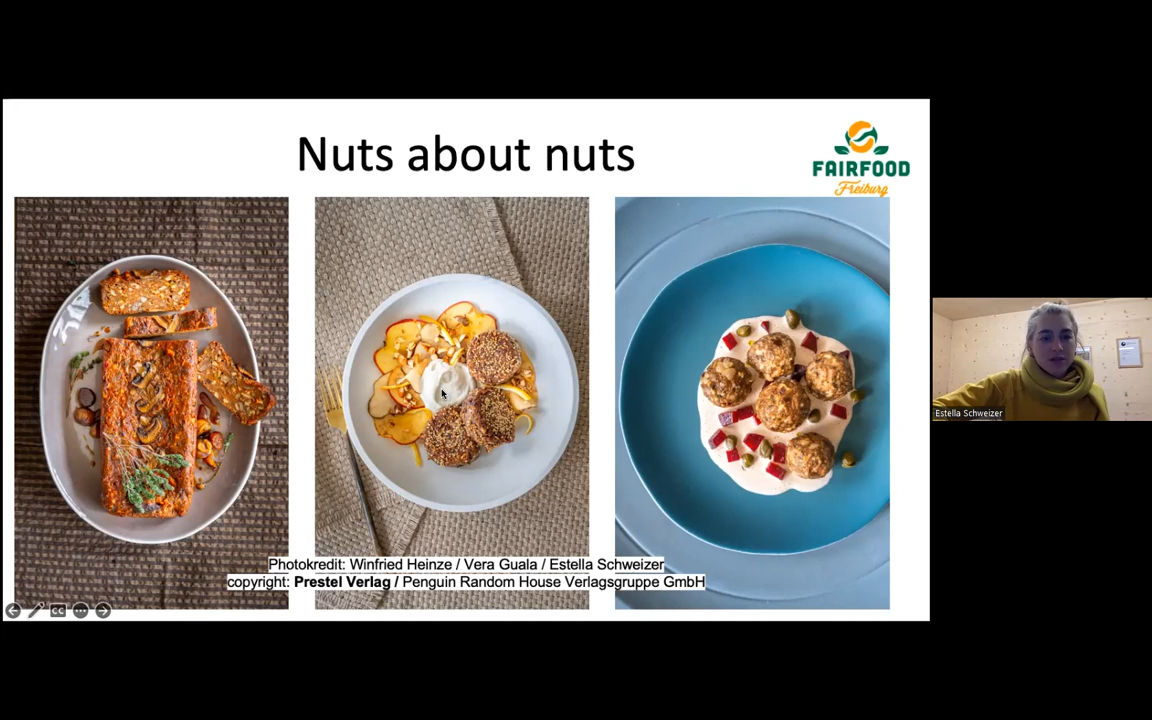 Nuts about nuts
FAIRFOOD
Freiburg
Photokredit: Winfried Heinze / Vera Guala / Estella Schweizer
copyright: Prestel Verlag / Penguin Random House Verlagsgruppe GmbH
CC
Estella Schweizer